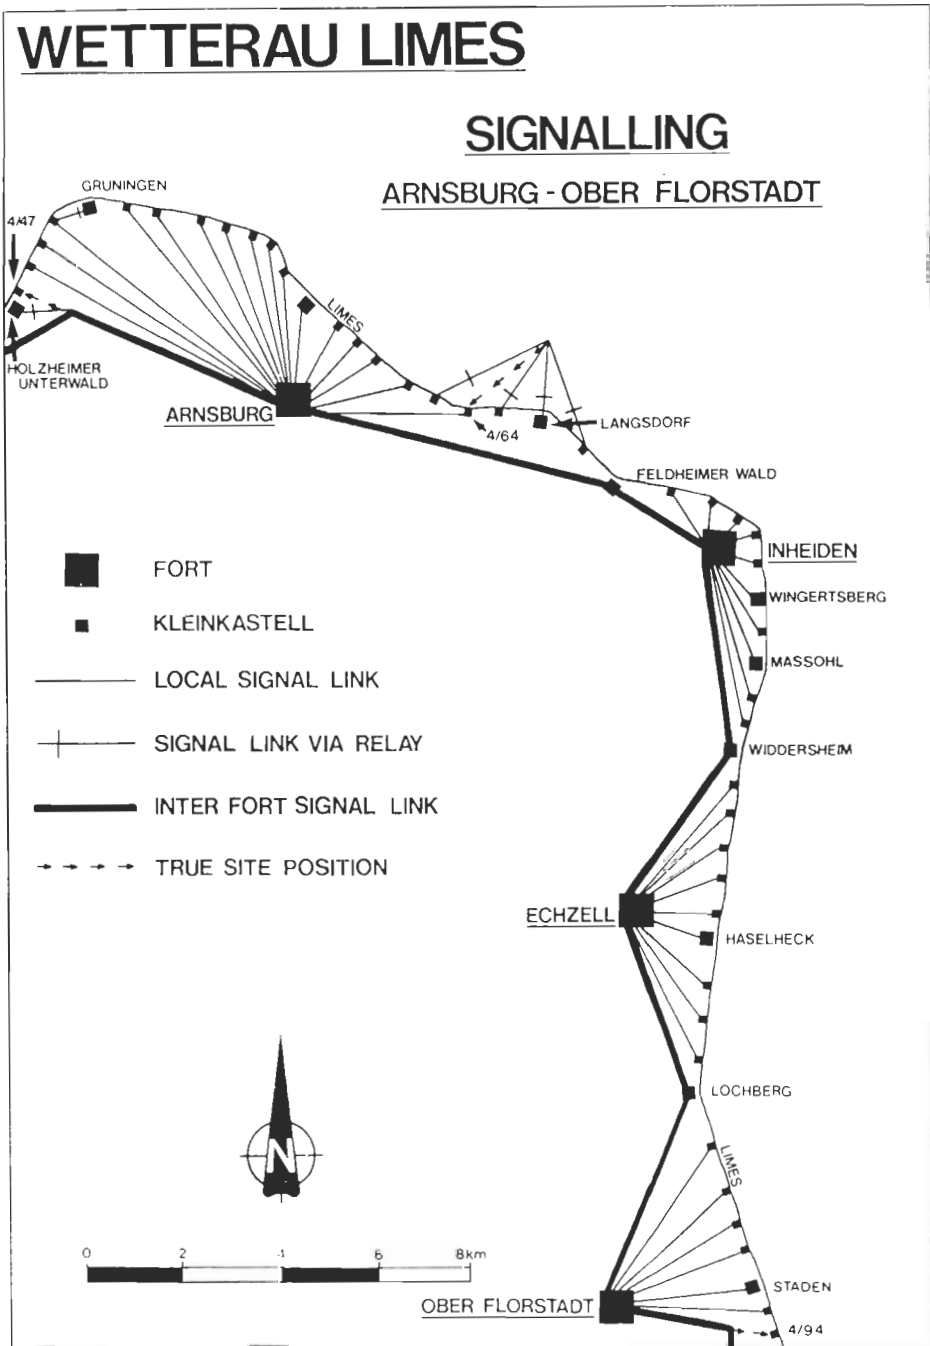 WETTERAU LIMES
SIGNALLING
ARNSBURG - OBER FLORSTADT
GRUNINGEN
4/47
LIMES
HOLZHEIMER
UNTERWALD
ARNSBURG
4/64
LANGSDORF
FELDHEIMER WALD
INHEIDEN
WINGERTSBERG
MASSOHL
WIDDERSHEIM
FORT
KLEINKASTELL
LOCAL SIGNAL LINK
SIGNAL LINK VIA RELAY
INTER FORT SIGNAL LINK
TRUE SITE POSITION
ECHZELL
HASELHECK
LOCHBERG
LIMES
N
0 2 4 6 8km
STADEN
OBER FLORSTADT
4/94